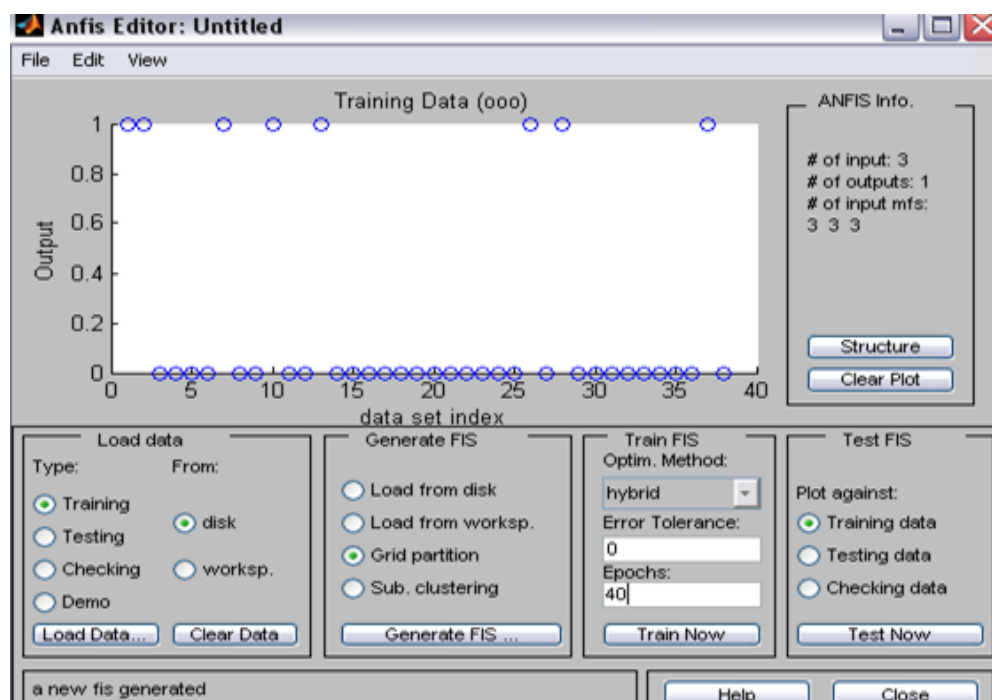 Anfis Editor: Untitled
File Edit View
Training Data (ooo)
1
0.8
0.6
0.4
0.2
0
Output
0 5 10 15 20 25 30 35 40
data set index
ANFIS Info.
# of input: 3
# of outputs: 1
# of input mfs:
3 3 3
Structure
Clear Plot
Load data
Type: From:
Training
disk
Testing
Checking
worksp.
Demo
Load Data...
Clear Data
Generate FIS
Load from disk
Load from worksp.
Grid partition
Sub. clustering
Generate FIS ...
Train FIS
Optim. Method:
hybrid
Error Tolerance:
0
Epochs:
40
Train Now
Test FIS
Plot against:
Training data
Testing data
Checking data
Test Now
a new fis generated
Help
Close